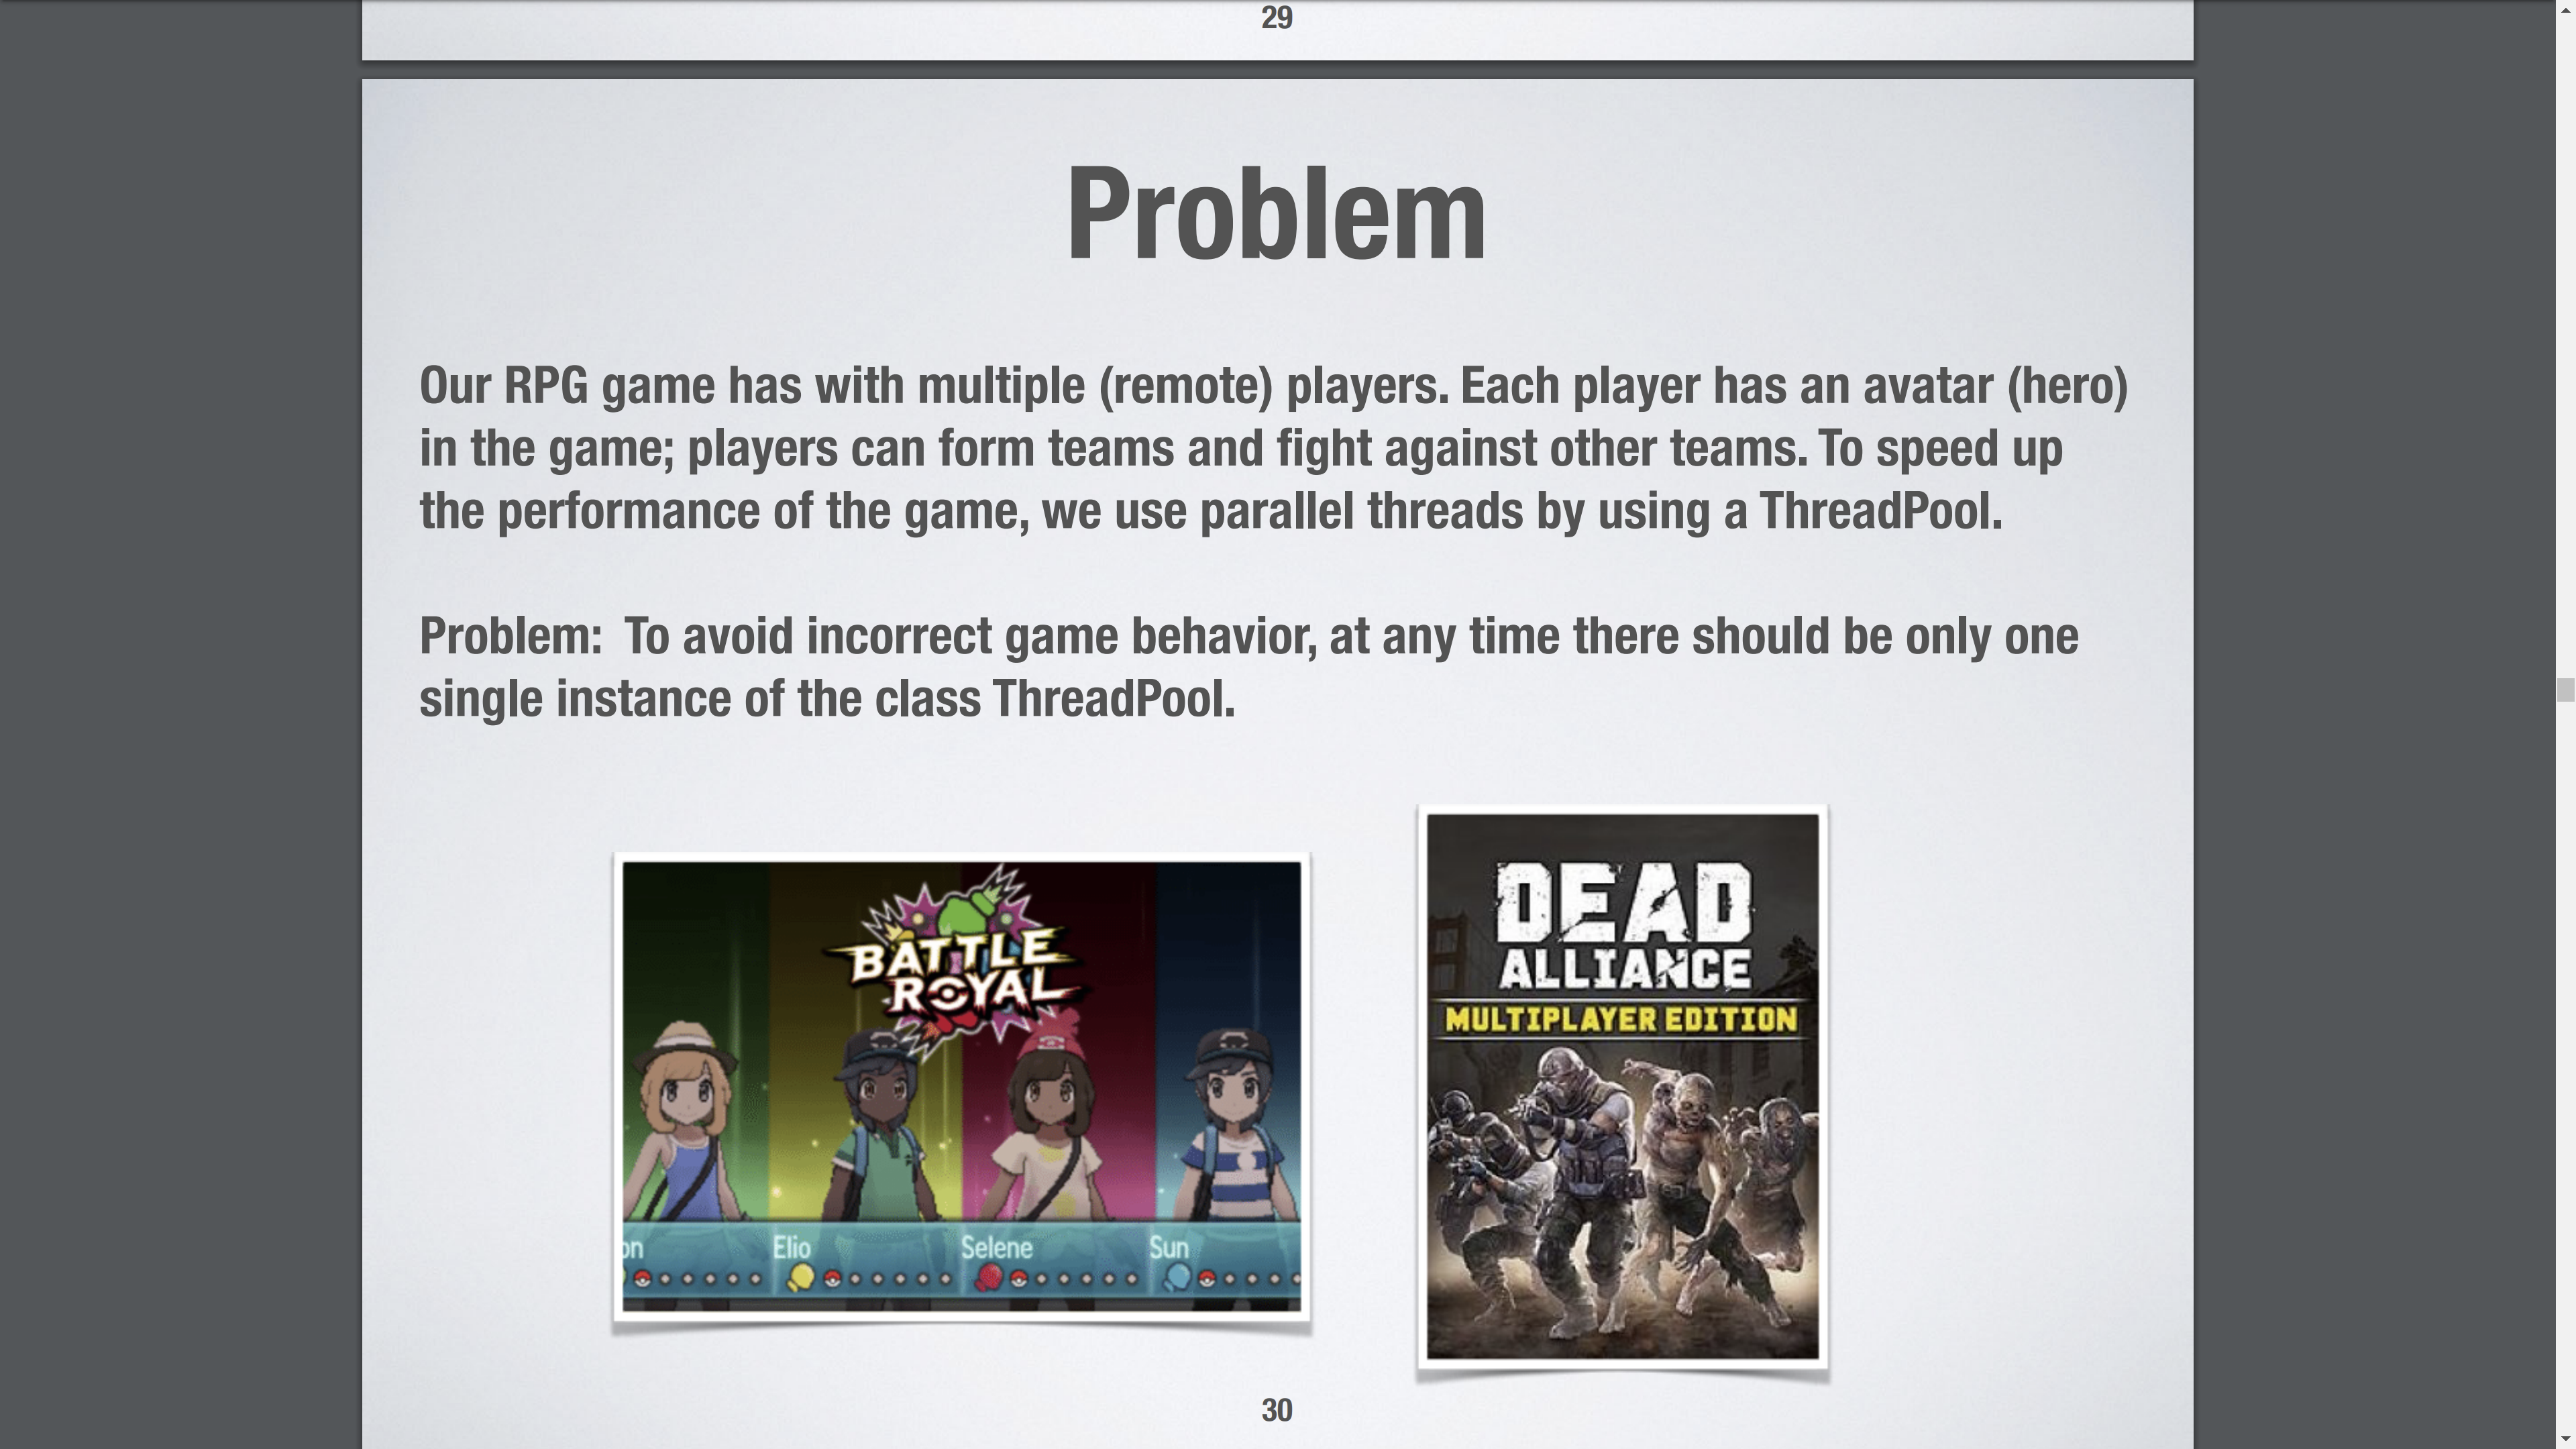 29
Problem
Our RPG game has with multiple (remote) players. Each player has an avatar (hero)
in the game; players can form teams and fight against other teams. To speed up
the performance of the game, we use parallel threads by using a ThreadPool.
Problem:  To avoid incorrect game behavior, at any time there should be only one
single instance of the class ThreadPool.
BATTLE
ROYAL
on
Elio
Selene
Sun
DEAD
ALLIANCE
MULTIPLAYER EDITION
30